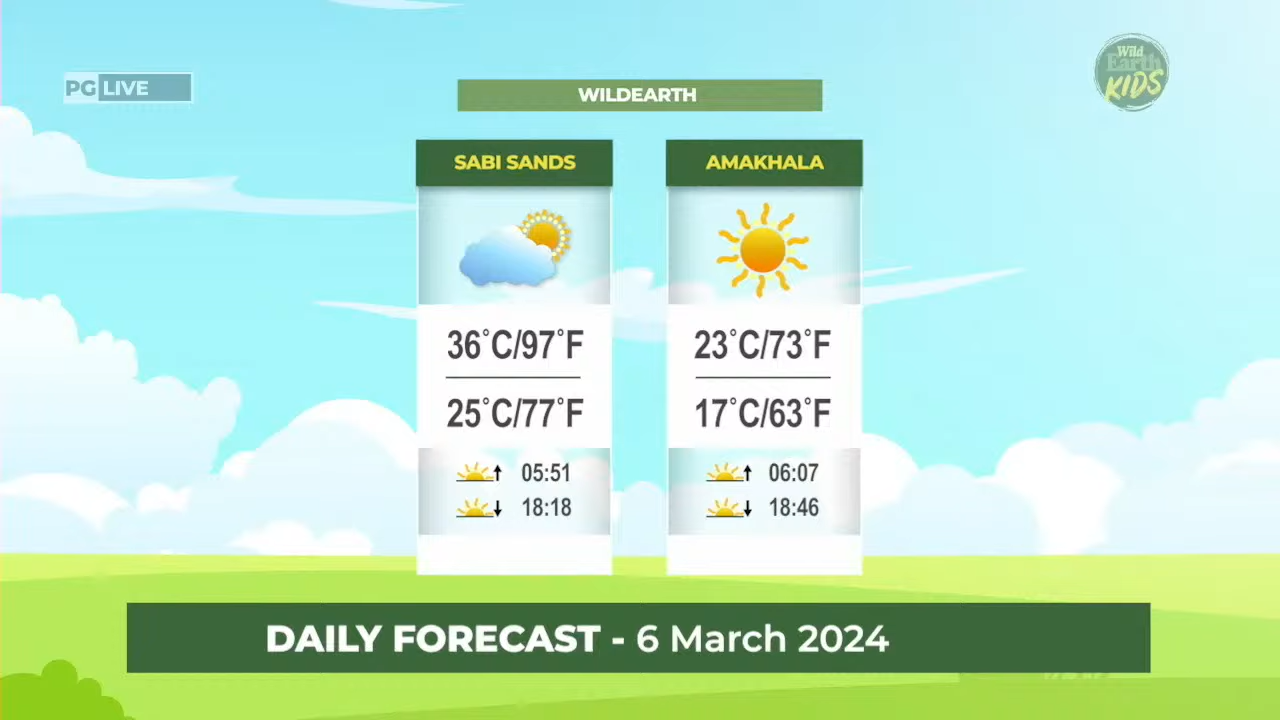 PG LIVE
WILDEARTH
Wild
Earth
KIDS
SABI SANDS
36°C/97°F
25°C/77°F
05:51
18:18
AMAKHALA
23°C/73°F
17°C/63°F
06:07
18:46
DAILY FORECAST - 6 March 2024